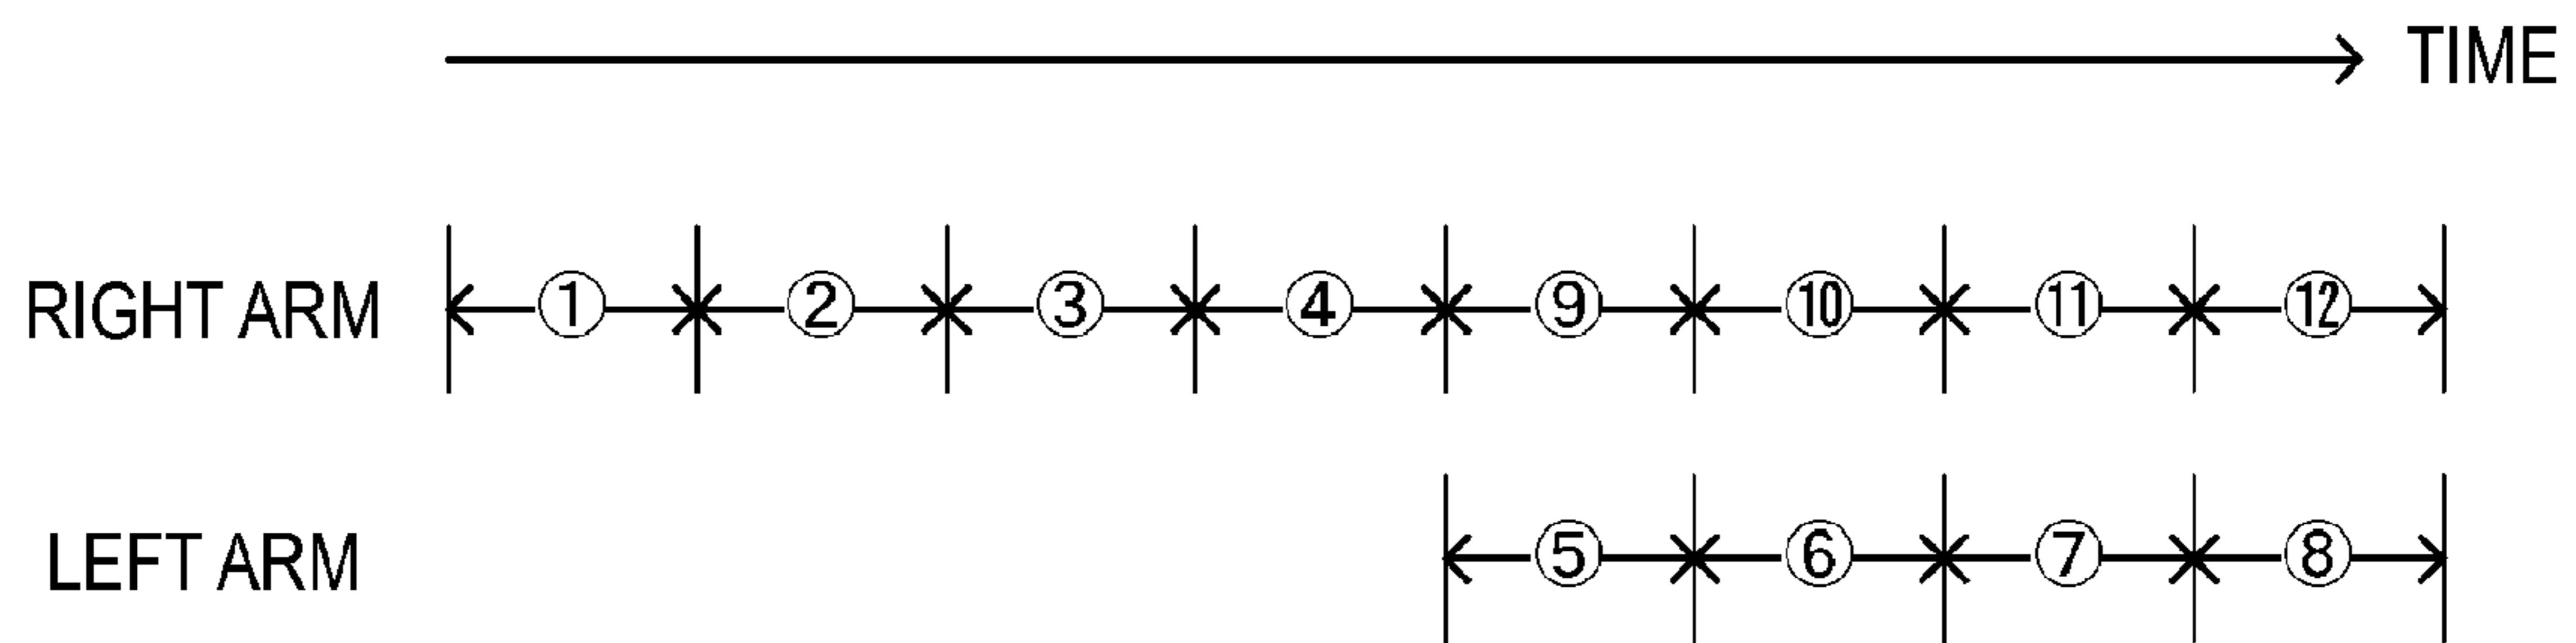 TIME
RIGHT ARM ① ② ③ ④ ⑨ ⑩ ⑪ ⑫
LEFT ARM ⑤ ⑥ ⑦ ⑧